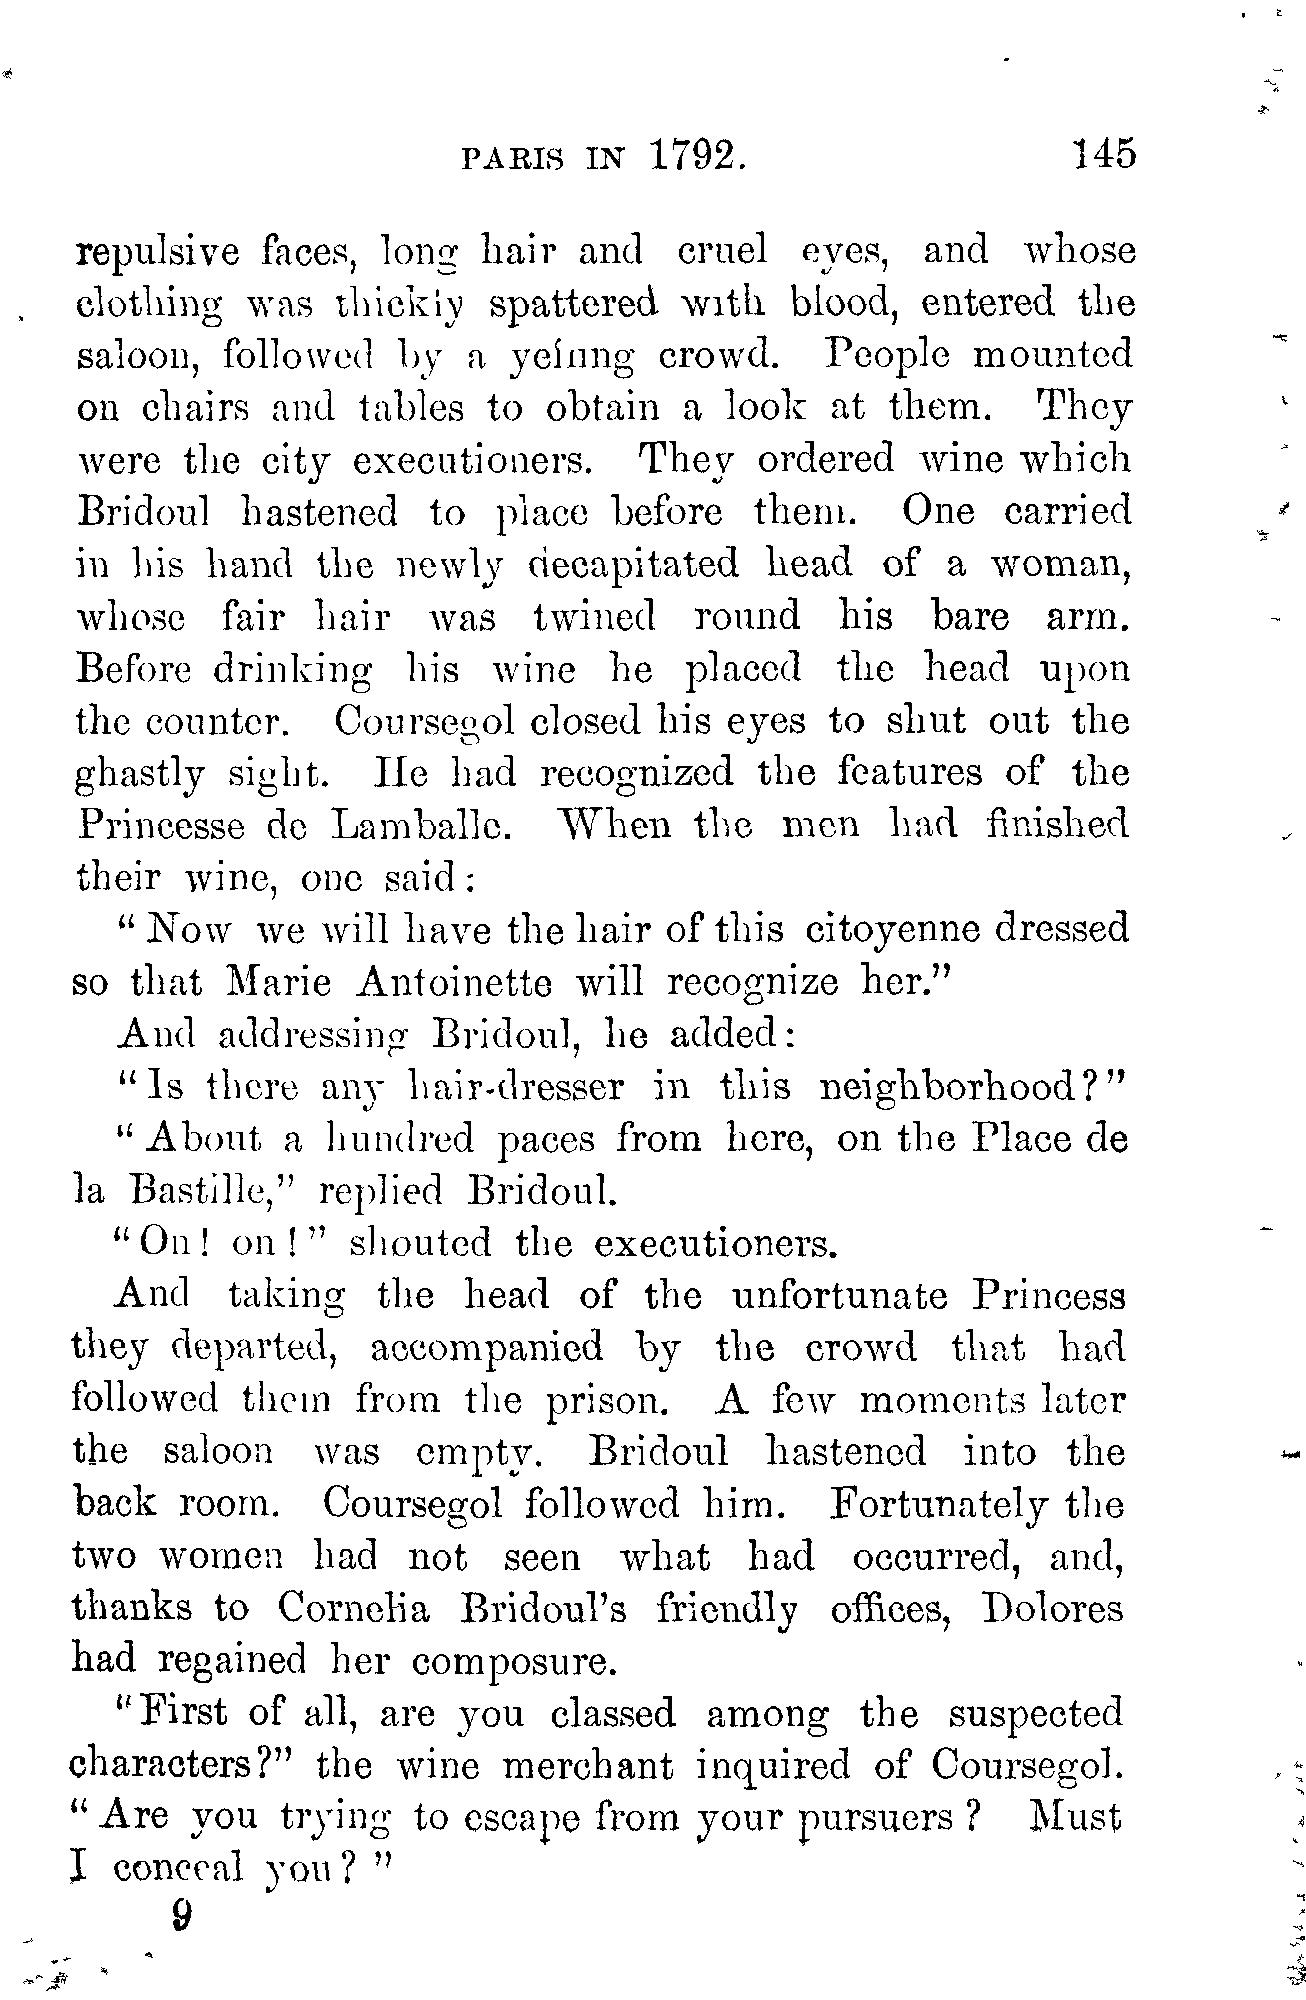 PARIS IN 1792. 145
repulsive faces, long hair and cruel eyes, and whose
clothing was thickly spattered with blood, entered the
saloon, followed by a yelling crowd. People mounted
on chairs and tables to obtain a look at them. They
were the city executioners. They ordered wine which
Bridoul hastened to place before them. One carried
in his hand the newly decapitated head of a woman,
whose fair hair was twined round his bare arm.
Before drinking his wine he placed the head upon
the counter. Coursegol closed his eyes to shut out the
ghastly sight. He had recognized the features of the
Princesse de Lamballe. When the men had finished
their wine, one said:
"Now we will have the hair of this citoyenne dressed
so that Marie Antoinette will recognize her."
And addressing Bridoul, he added:
"Is there any hair-dresser in this neighborhood?"
"About a hundred paces from here, on the Place de
la Bastille," replied Bridoul.
"On! on!" shouted the executioners.
And taking the head of the unfortunate Princess
they departed, accompanied by the crowd that had
followed them from the prison. A few moments later
the saloon was empty. Bridoul hastened into the
back room. Coursegol followed him. Fortunately the
two women had not seen what had occurred, and,
thanks to Cornelia Bridoul's friendly offices, Dolores
had regained her composure.
"First of all, are you classed among the suspected
characters?" the wine merchant inquired of Coursegol.
"Are you trying to escape from your pursuers? Must
I conceal you?"
9